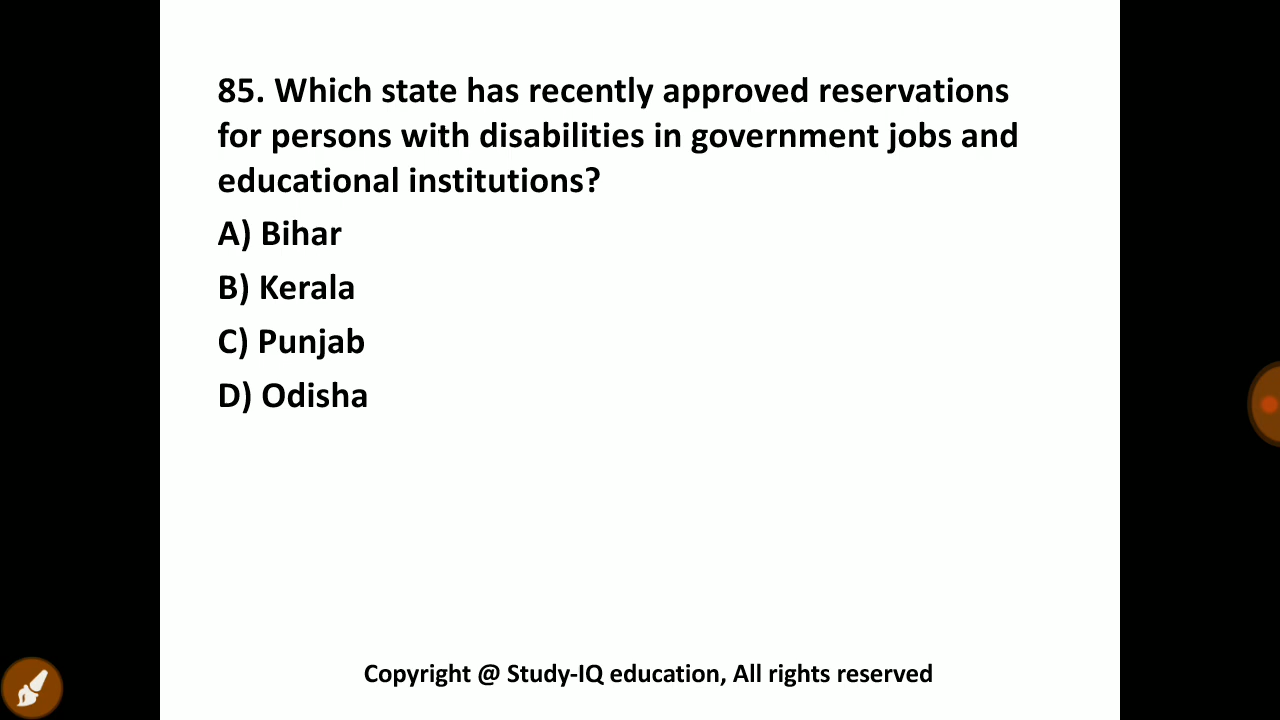 85. Which state has recently approved reservations
for persons with disabilities in government jobs and
educational institutions?
A) Bihar
B) Kerala
C) Punjab
D) Odisha
Copyright @ Study-IQ education, All rights reserved